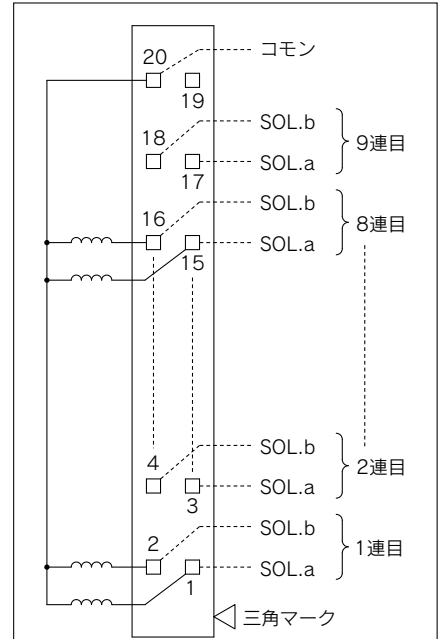 20 コモン
19
18 SOL.b
17 SOL.a
9連目
16 SOL.b
15 SOL.a
8連目
4 SOL.b
3 SOL.a
2連目
2 SOL.b
1 SOL.a
1連目
三角マーク